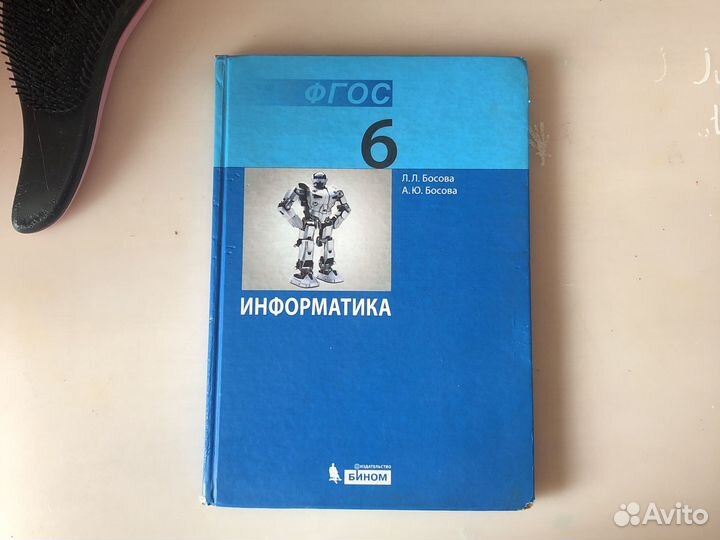 ФГОС
6
Л. Л. Босова
А. Ю. Босова
ИНФОРМАТИКА
издательство
БИНОМ
Avito